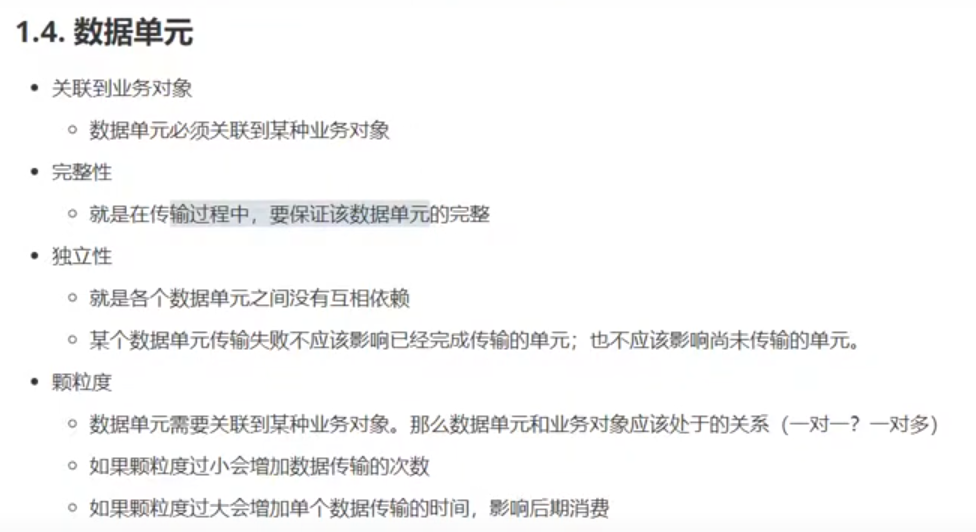 1.4. 数据单元
关联到业务对象
数据单元必须关联到某种业务对象
完整性
就是在传输过程中，要保证该数据单元的完整
独立性
就是各个数据单元之间没有互相依赖
某个数据单元传输失败不应该影响已经完成传输的单元；也不应该影响尚未传输的单元。
颗粒度
数据单元需要关联到某种业务对象。那么数据单元和业务对象应该处于的关系（一对一？一对多）
如果颗粒度过小会增加数据传输的次数
如果颗粒度过大会增加单个数据传输的时间，影响后期消费